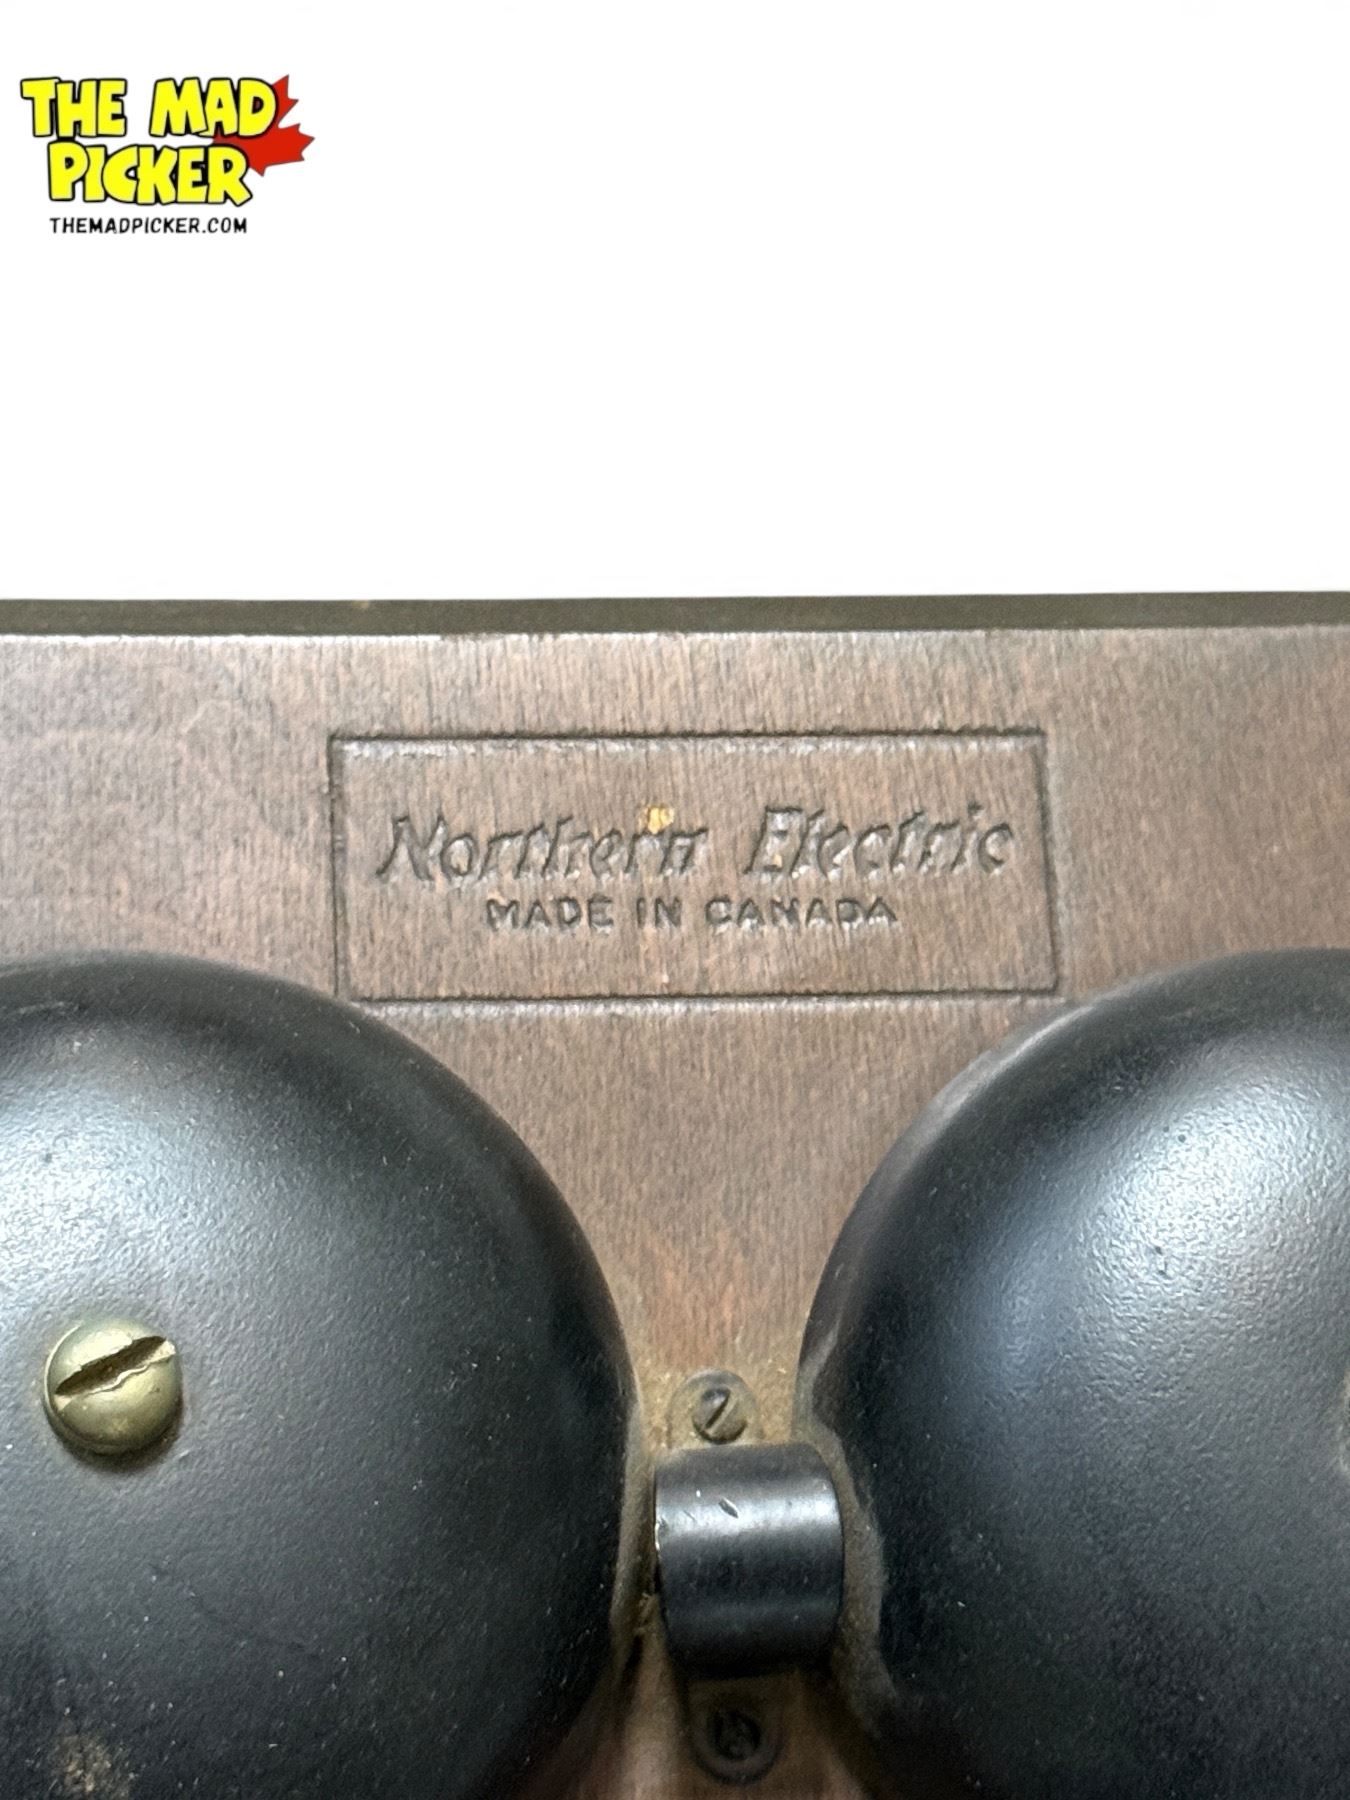 THE MAD
PICKER
THEMADPICKER.COM
Northern Electric
MADE IN CANADA